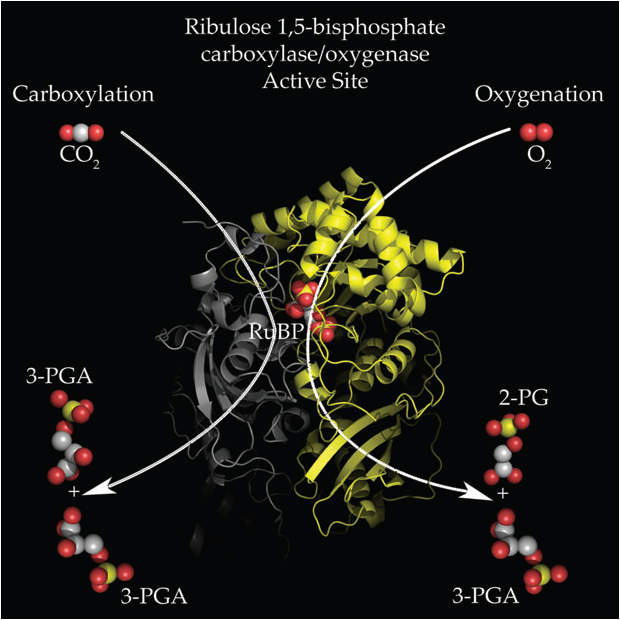 Ribulose 1,5-bisphosphate
carboxylase/oxygenase
Active Site
Carboxylation
Oxygenation
CO₂
O₂
RuBP
3-PGA
2-PG
+
+
3-PGA
3-PGA